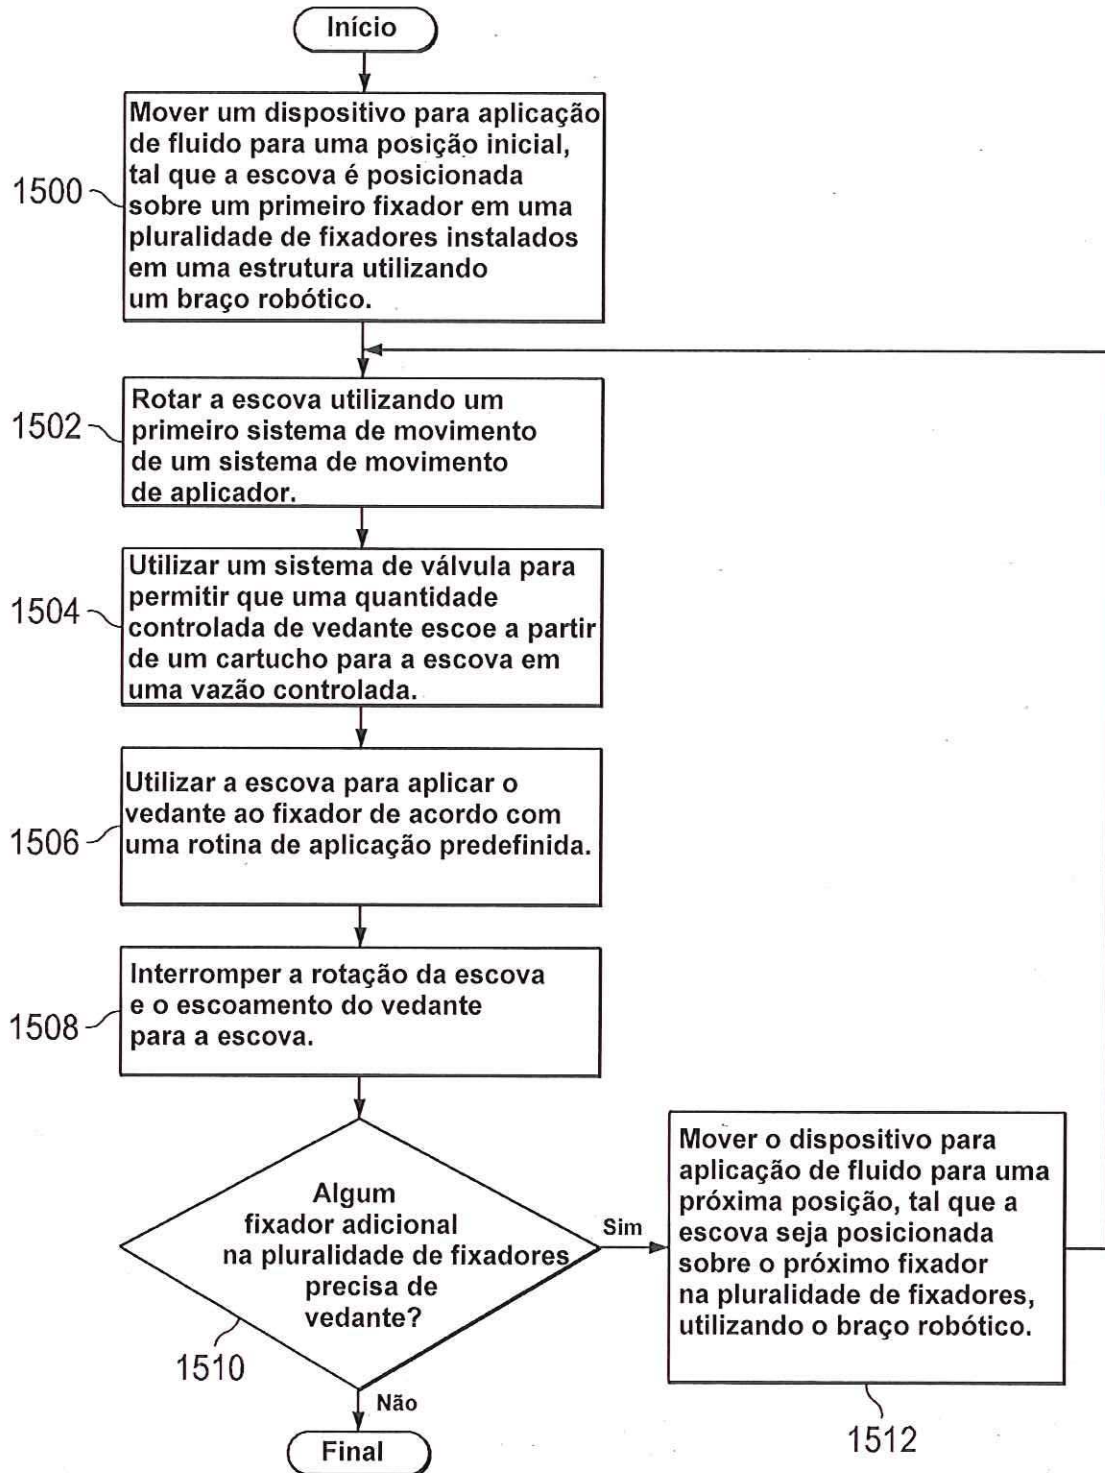 Início
Mover um dispositivo para aplicação
de fluido para uma posição inicial,
tal que a escova é posicionada
sobre um primeiro fixador em uma
pluralidade de fixadores instalados
em uma estrutura utilizando
um braço robótico.
1500
Rotar a escova utilizando um
primeiro sistema de movimento
de um sistema de movimento
de aplicador.
1502
Utilizar um sistema de válvula para
permitir que uma quantidade
controlada de vedante escoe a partir
de um cartucho para a escova em
uma vazão controlada.
1504
Utilizar a escova para aplicar o
vedante ao fixador de acordo com
uma rotina de aplicação predefinida.
1506
Interromper a rotação da escova
e o escoamento do vedante
para a escova.
1508
Algum
fixador adicional
na pluralidade de fixadores
precisa de
vedante?
1510
Sim
Mover o dispositivo para
aplicação de fluido para uma
próxima posição, tal que a
escova seja posicionada
sobre o próximo fixador
na pluralidade de fixadores,
utilizando o braço robótico.
1512
Não
Final